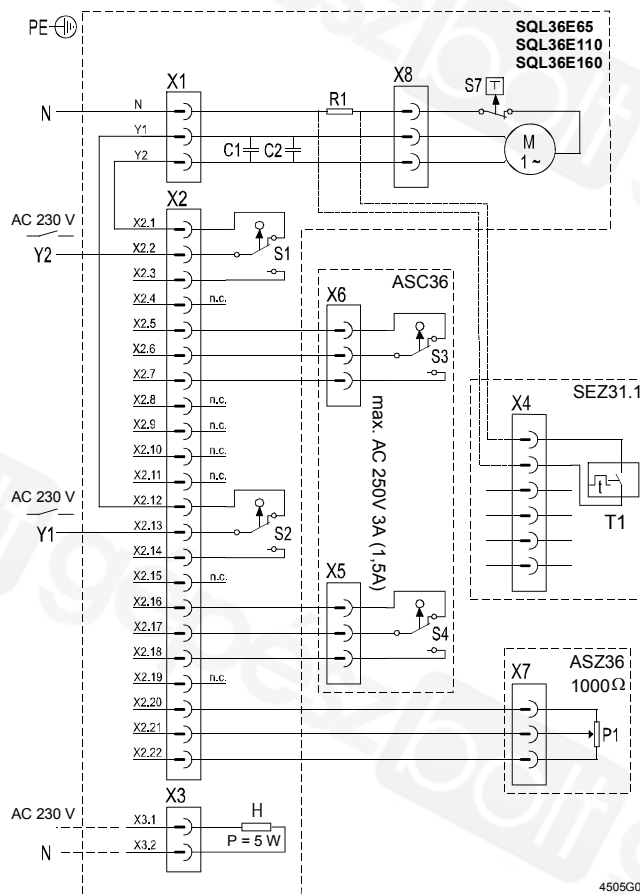 PE
SQL36E65
SQL36E110
SQL36E160
X1
X8
S7
T
N
N
R1
Y1
C1
C2
M
1 ~
Y2
X2
AC 230 V
Y2
X2.1
X2.2
S1
X2.3
X2.4
n.c.
X6
ASC36
X2.5
X2.6
S3
X2.7
X2.8
n.c.
X2.9
n.c.
X2.10
n.c.
X2.11
n.c.
max. AC 250V 3A (1,5A)
X4
SEZ31.1
t
T1
AC 230 V
Y1
X2.12
X2.13
S2
X2.14
X2.15
n.c.
X5
X2.16
X2.17
S4
X2.18
X2.19
n.c.
X7
ASZ36
1000Ω
X2.20
X2.21
P1
X2.22
X3
AC 230 V
X3.1
H
P = 5 W
N
X3.2
4505G0
gépészbolt